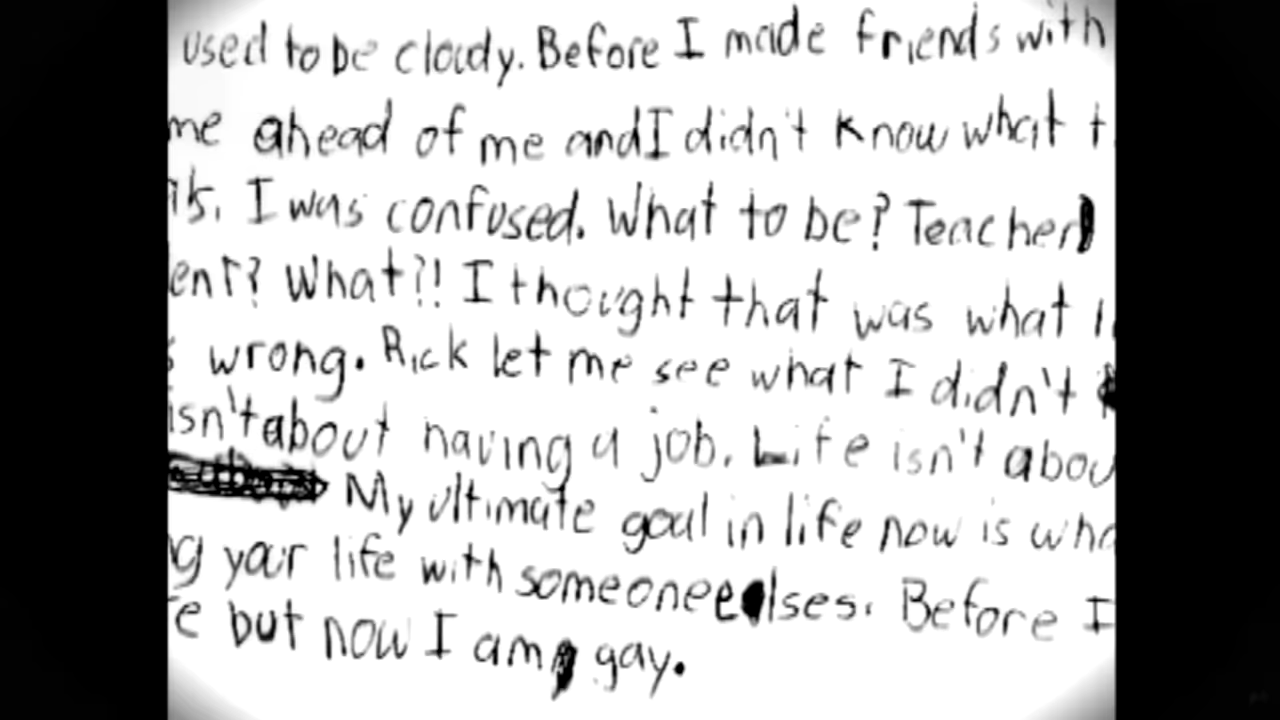 used to be cloudy. Before I made friends with
me ahead of me and I didn't know what t
I was confused. What to be? Teacher
ent? What?! I thought that was what I
s wrong. Rick let me see what I didn't
isn't about having a job. Life isn't abou
My ultimate goal in life now is wha
ng your life with someone elses. Before I
e but now I am gay.